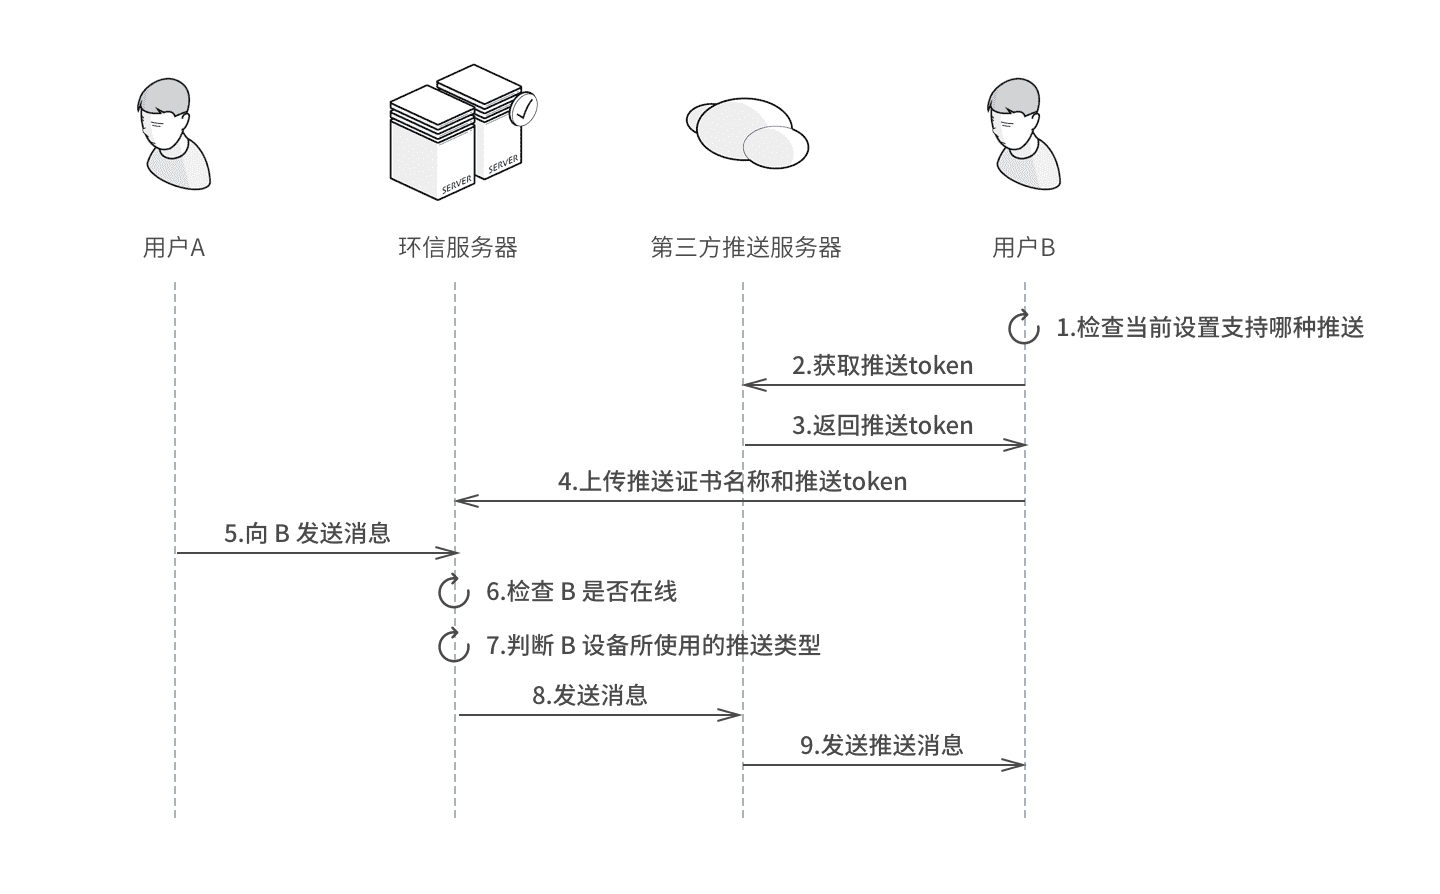 SERVER
SERVER
用户A
环信服务器
第三方推送服务器
用户B
1.检查当前设置支持哪种推送
2.获取推送token
3.返回推送token
4.上传推送证书名称和推送token
5.向 B 发送消息
6.检查 B 是否在线
7.判断 B 设备所使用的推送类型
8.发送消息
9.发送推送消息